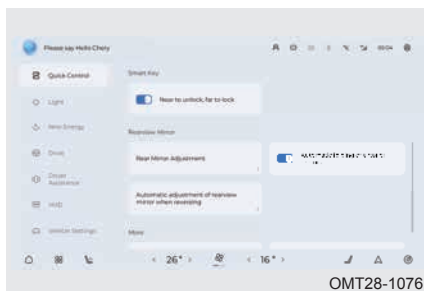 Please say Hello Chery
00:04
Quick Control
Smart Key
Near to unlock, far to lock
Light
New Energy
Rearview Mirror
Drive
Rear Mirror Adjustment
Driver Assistance
HUD
Automatic adjustment of rearview
mirror when reversing
Vehicle Settings
More
26°
16°
OMT28-1076